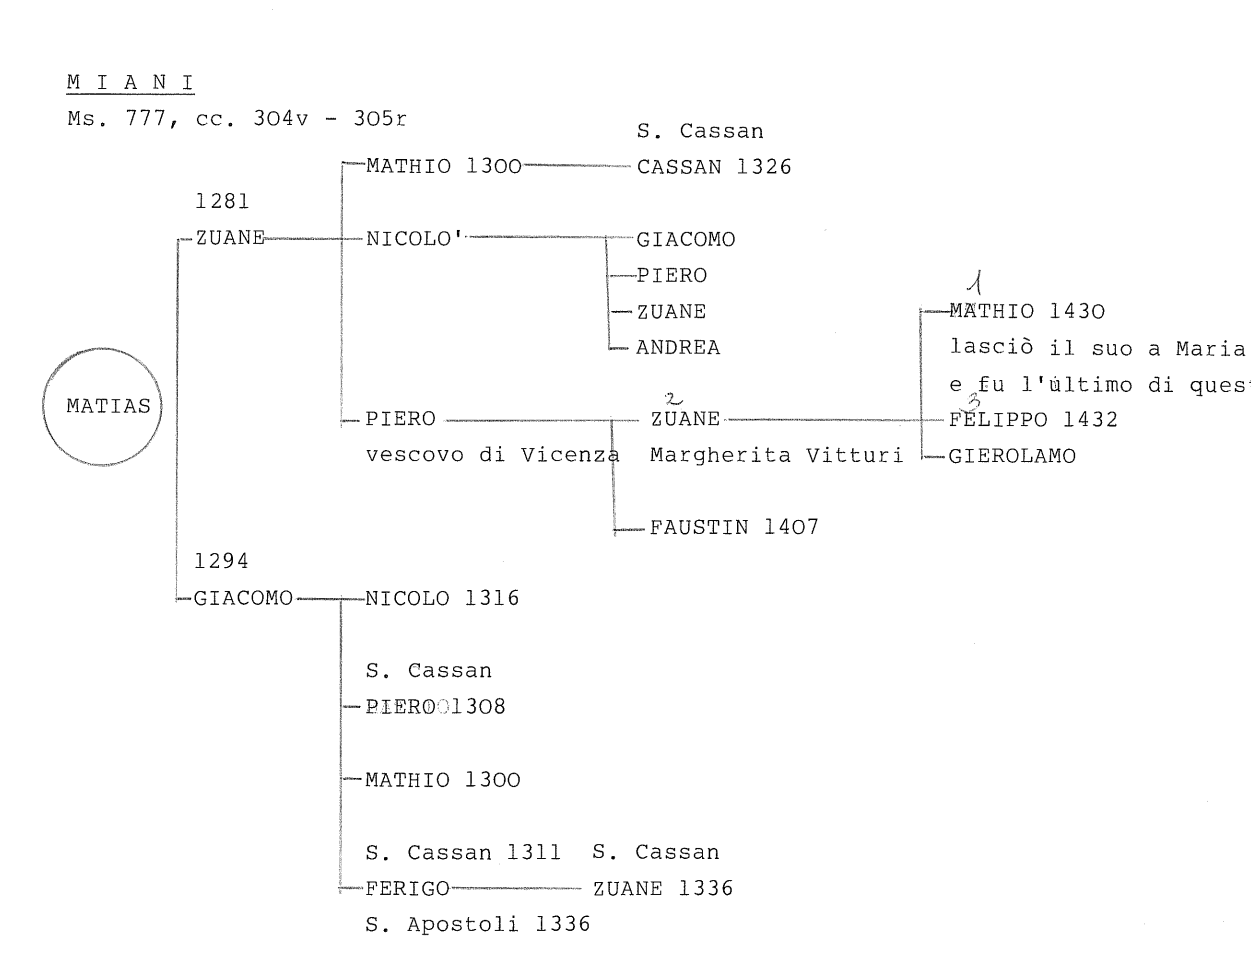 M I A N I
Ms. 777, cc. 304v - 305r
S. Cassan
MATHIO 1300
CASSAN 1326
1281
ZUANE
NICOLO'
GIACOMO
PIERO
1
ZUANE
MATHIO 1430
ANDREA
lasciò il suo a Maria
e fu l'ultimo di ques
MATIAS
2
3
PIERO
ZUANE
FELIPPO 1432
vescovo di Vicenza
Margherita Vitturi
GIEROLAMO
FAUSTIN 1407
1294
GIACOMO
NICOLO 1316
S. Cassan
PIERO 1308
MATHIO 1300
S. Cassan 1311
S. Cassan
FERIGO
ZUANE 1336
S. Apostoli 1336